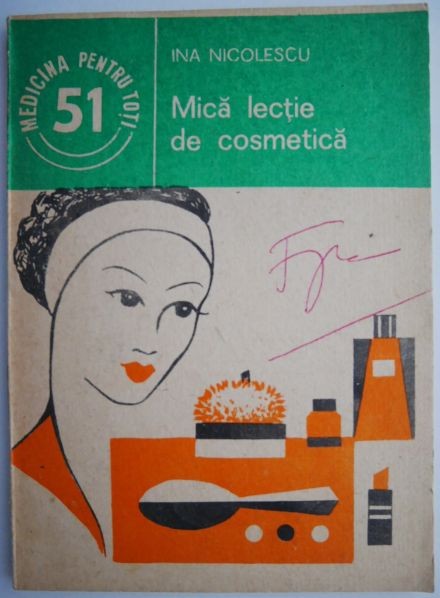 MEDICINA PENTRU TOȚI
51
INA NICOLESCU
Mică lecție
de cosmetică